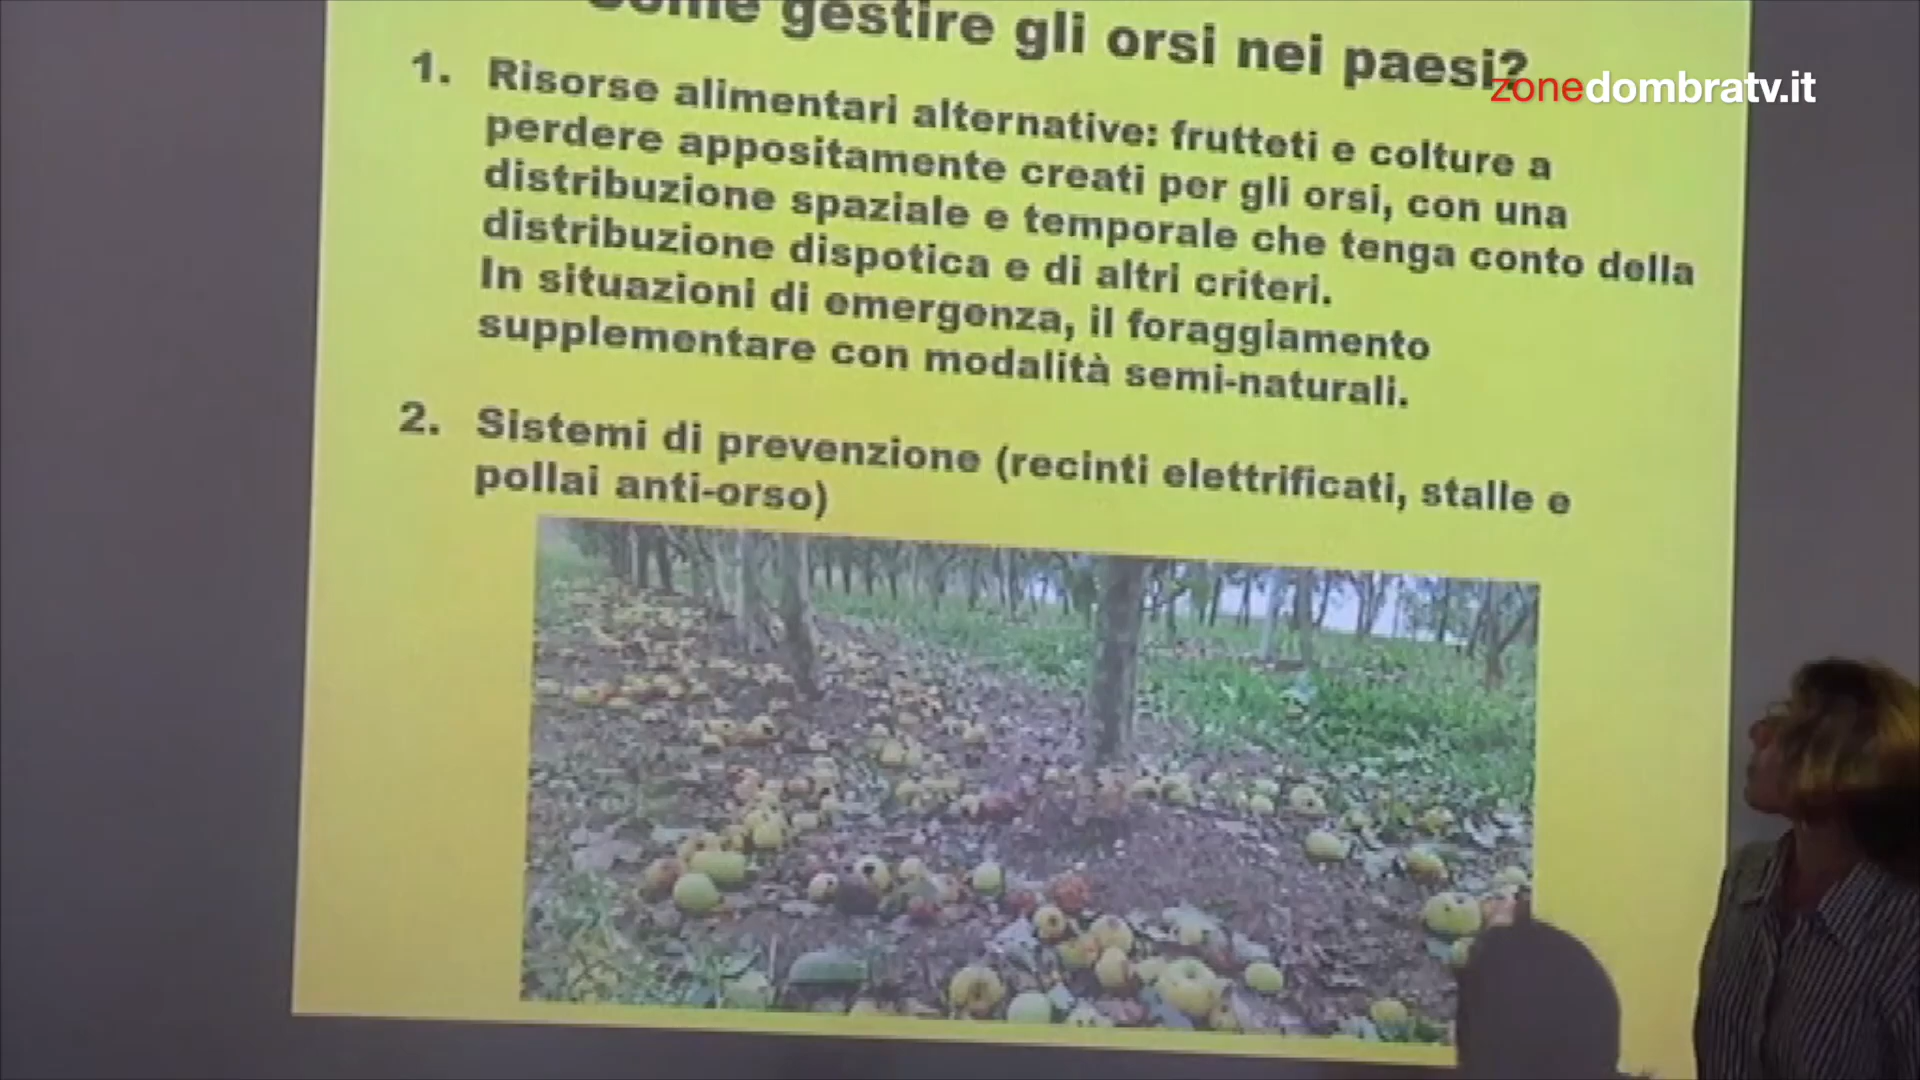 Come gestire gli orsi nei paesi?
zonedombratv.it
1. Risorse alimentari alternative: frutteti e colture a
perdere appositamente creati per gli orsi, con una
distribuzione spaziale e temporale che tenga conto della
distribuzione dispotica e di altri criteri.
In situazioni di emergenza, il foraggiamento
supplementare con modalità semi-naturali.
2. Sistemi di prevenzione (recinti elettrificati, stalle e
pollai anti-orso)